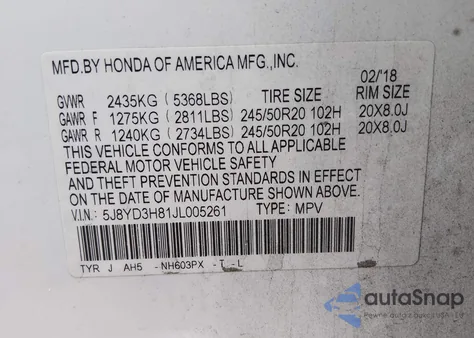 MFD.BY HONDA OF AMERICA MFG.,INC.
02/'18
GVWR 2435KG (5368LBS) TIRE SIZE RIM SIZE
GAWR F 1275KG (2811LBS) 245/50R20 102H 20X8.0J
GAWR R 1240KG (2734LBS) 245/50R20 102H 20X8.0J
THIS VEHICLE CONFORMS TO ALL APPLICABLE
FEDERAL MOTOR VEHICLE SAFETY
AND THEFT PREVENTION STANDARDS IN EFFECT
ON THE DATE OF MANUFACTURE SHOWN ABOVE.
V.I.N.: 5J8YD3H81JL005261 TYPE: MPV
TYR J AH5 -NH603PX -T -L
autoSnap